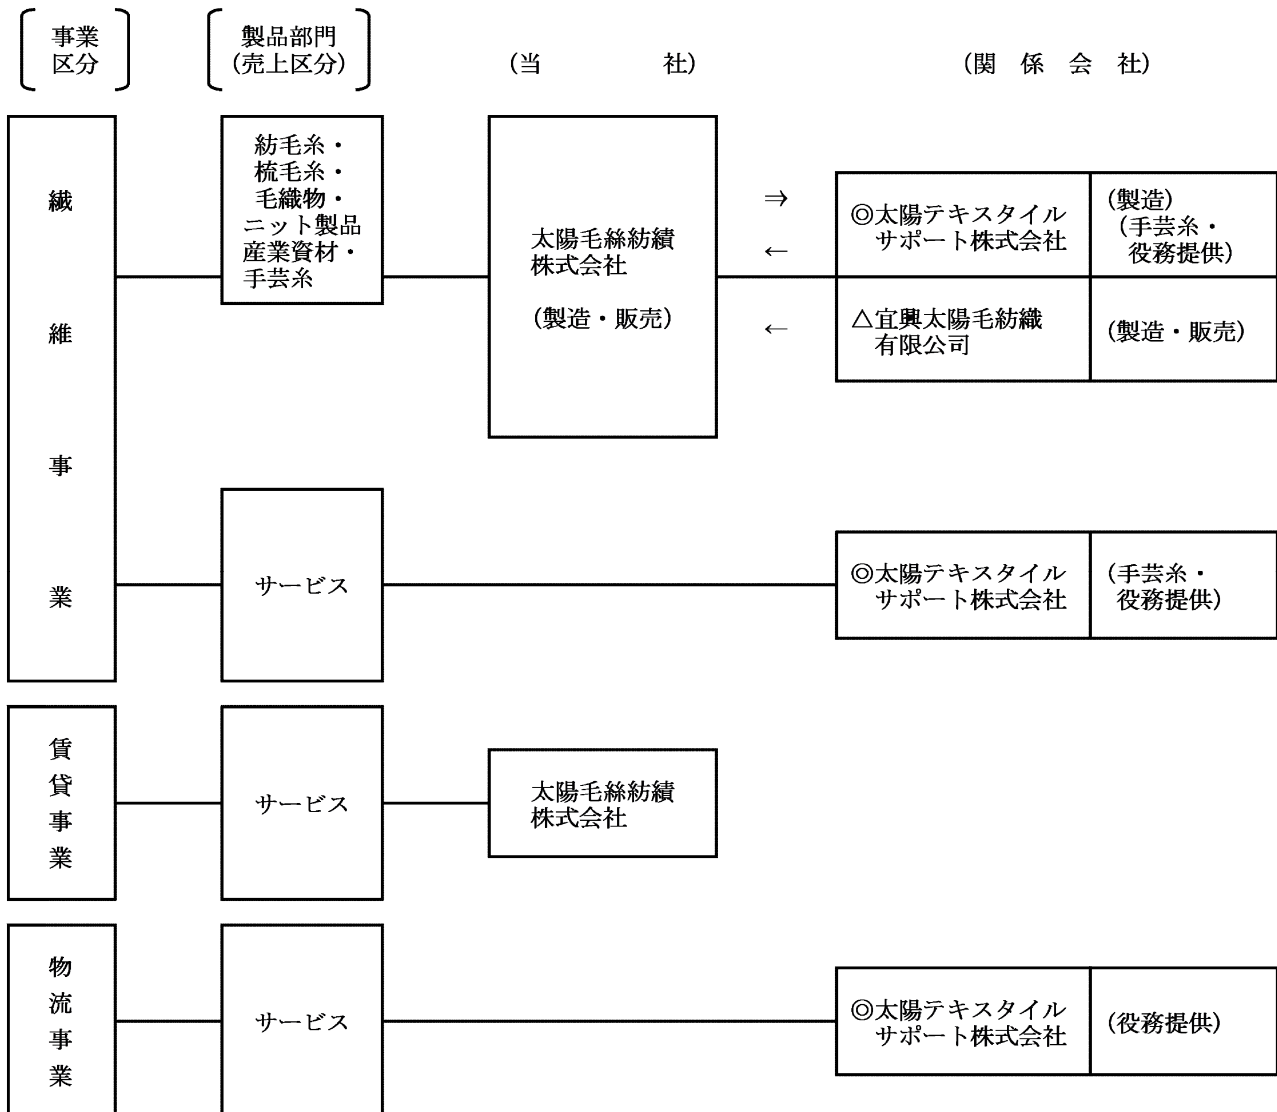 事業
区分
製品部門
(売上区分)
(当 社)
(関 係 会 社)
繊維事業
紡毛糸・
梳毛糸・
毛織物・
ニット製品
産業資材・
手芸糸
太陽毛絲紡績
株式会社
(製造・販売)
⇒
←
←
◎太陽テキスタイル
サポート株式会社
(製造)
(手芸糸・
役務提供)
△宜興太陽毛紡織
有限公司
(製造・販売)
サービス
◎太陽テキスタイル
サポート株式会社
(手芸糸・
役務提供)
賃貸事業
サービス
太陽毛絲紡績
株式会社
物流事業
サービス
◎太陽テキスタイル
サポート株式会社
(役務提供)